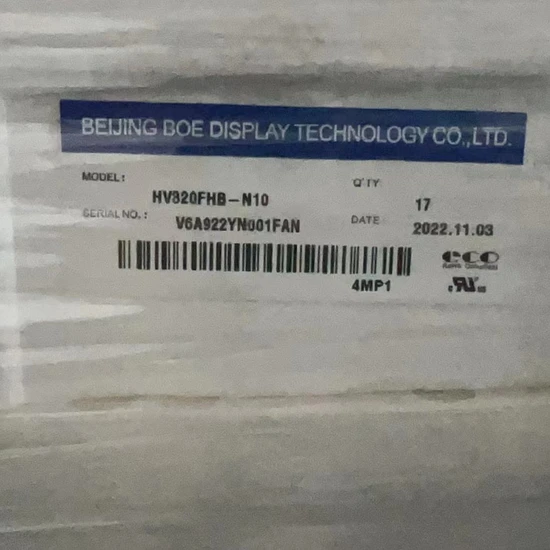 BEIJING BOE DISPLAY TECHNOLOGY CO.,LTD.
MODEL: HV320FHB-N10 Q'TY 17
SERIAL NO.: V6A922YN001FAN DATE 2022.11.03
eco
4MP1